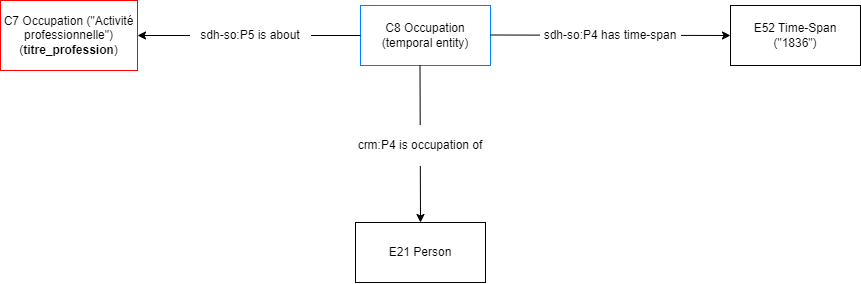 C7 Occupation ("Activité
professionnelle")
(titre_profession)
sdh-so:P5 is about
C8 Occupation
(temporal entity)
sdh-so:P4 has time-span
E52 Time-Span
("1836")
crm:P4 is occupation of
E21 Person